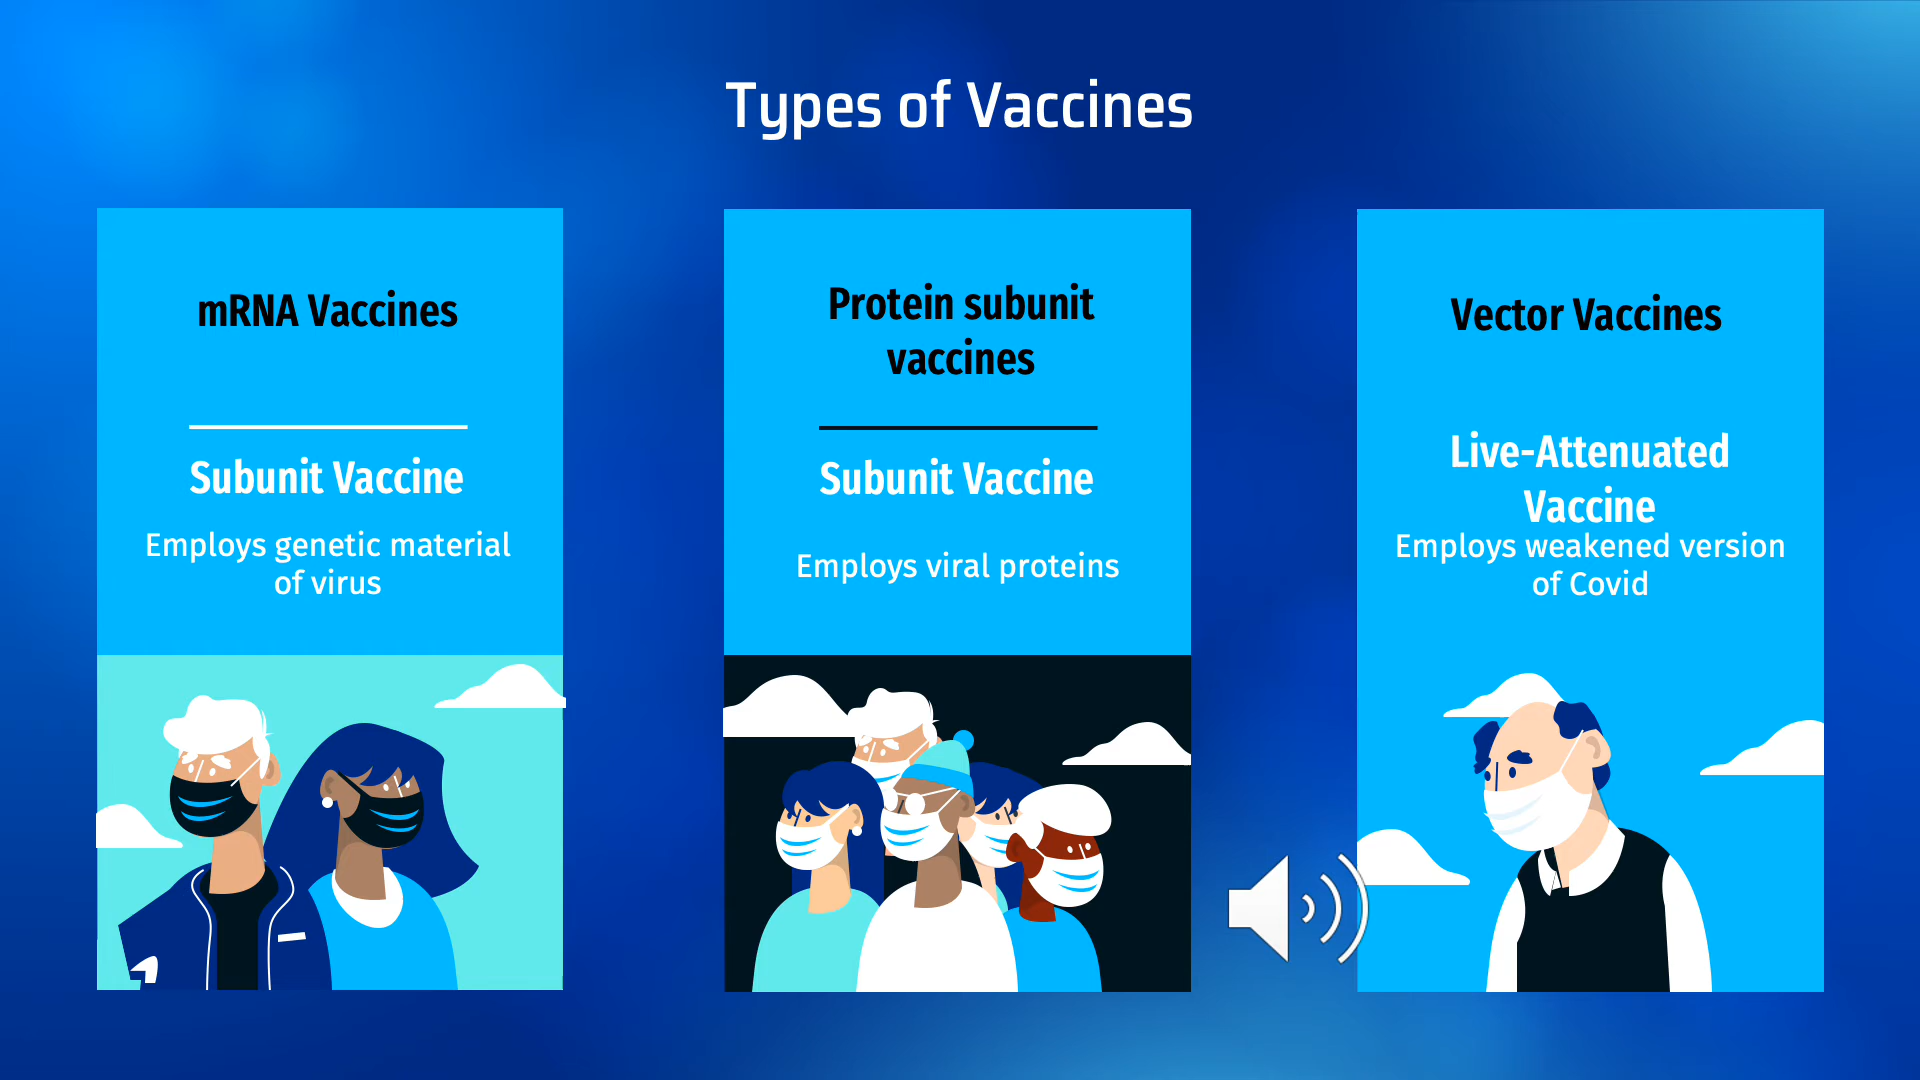 Types of Vaccines
mRNA Vaccines
Subunit Vaccine
Employs genetic material
of virus
Protein subunit
vaccines
Subunit Vaccine
Employs viral proteins
Vector Vaccines
Live-Attenuated
Vaccine
Employs weakened version
of Covid